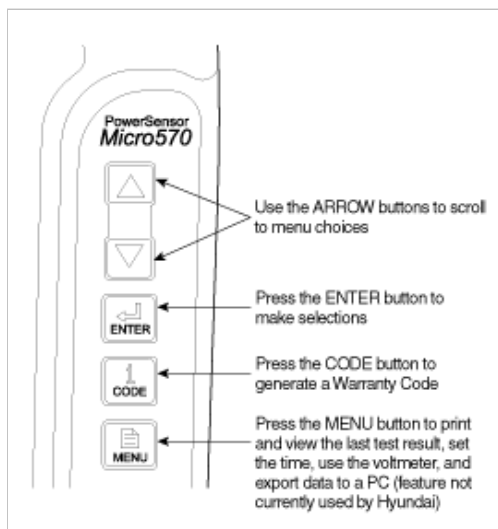 PowerSensor
Micro570
Use the ARROW buttons to scroll
to menu choices
ENTER
Press the ENTER button to
make selections
1
CODE
Press the CODE button to
generate a Warranty Code
MENU
Press the MENU button to print
and view the last test result, set
the time, use the voltmeter, and
export data to a PC (feature not
currently used by Hyundai)